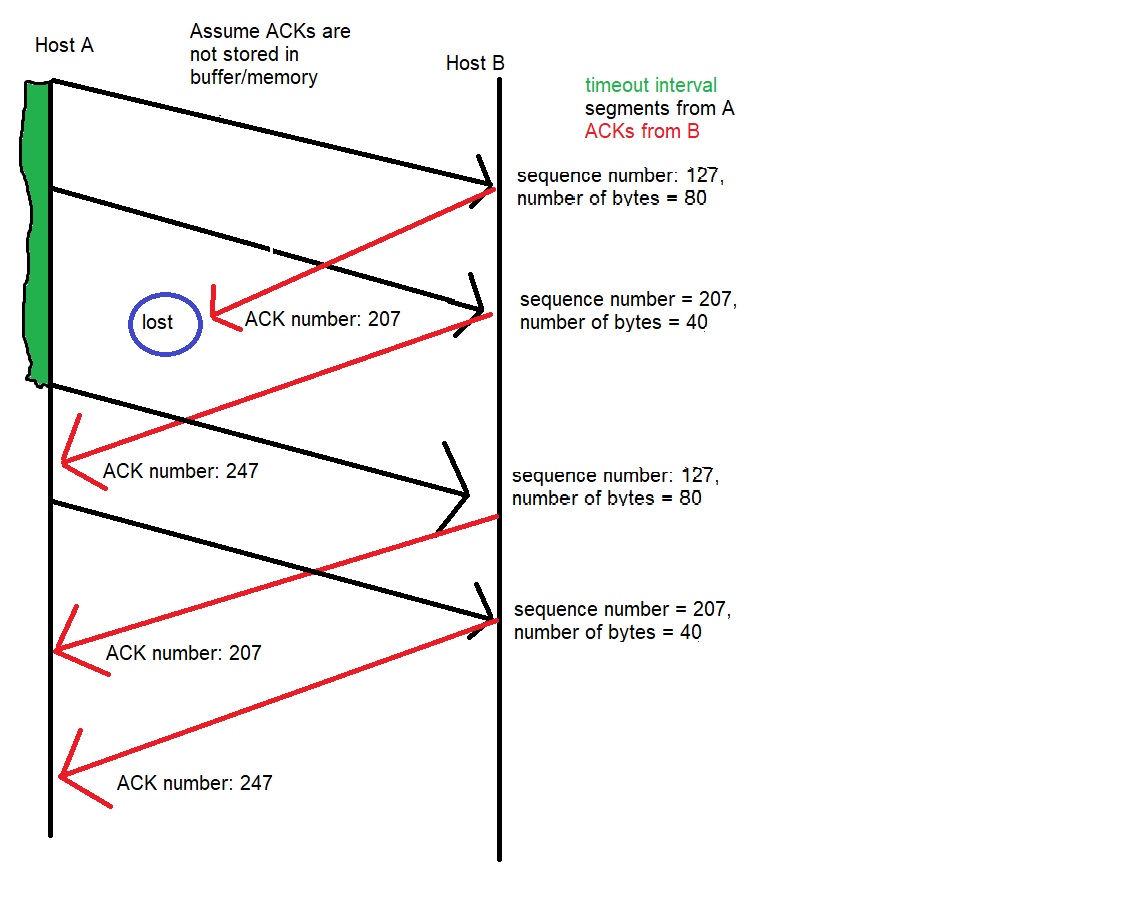 Host A
Assume ACKs are
not stored in
buffer/memory
Host B
timeout interval
segments from A
ACKs from B
sequence number: 127,
number of bytes = 80
sequence number = 207,
number of bytes = 40
lost
ACK number: 207
ACK number: 247
sequence number: 127,
number of bytes = 80
sequence number = 207,
number of bytes = 40
ACK number: 207
ACK number: 247